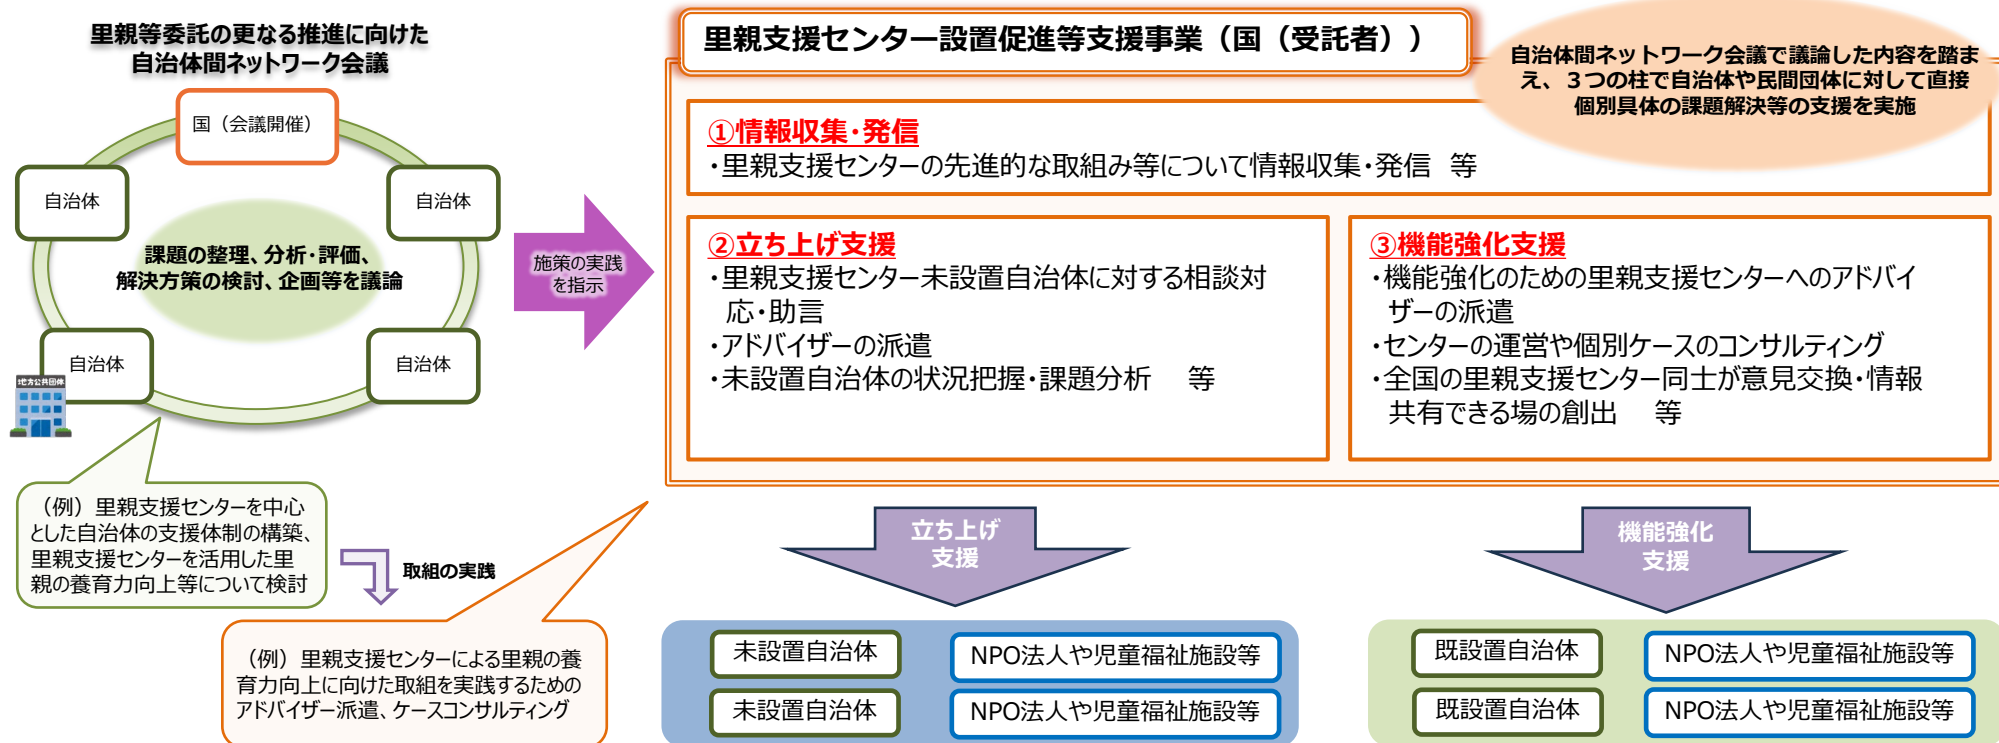 里親等委託の更なる推進に向けた
自治体間ネットワーク会議
国（会議開催）
自治体
自治体
課題の整理、分析・評価、
解決方策の検討、企画等を議論
自治体
自治体
地方公共団体
（例）里親支援センターを中心
とした自治体の支援体制の構築、
里親支援センターを活用した里
親の養育力向上等について検討
取組の実践
（例）里親支援センターによる里親の養
育力向上に向けた取組を実践するための
アドバイザー派遣、ケースコンサルティング
施策の実践
を指示
里親支援センター設置促進等支援事業（国（受託者））
自治体間ネットワーク会議で議論した内容を踏ま
え、３つの柱で自治体や民間団体に対して直接
個別具体の課題解決等の支援を実施
①情報収集・発信
・里親支援センターの先進的な取組み等について情報収集・発信　等
②立ち上げ支援
・里親支援センター未設置自治体に対する相談対
応・助言
・アドバイザーの派遣
・未設置自治体の状況把握・課題分析　等
③機能強化支援
・機能強化のための里親支援センターへのアドバイ
ザーの派遣
・センターの運営や個別ケースのコンサルティング
・全国の里親支援センター同士が意見交換・情報
共有できる場の創出　等
立ち上げ
支援
機能強化
支援
未設置自治体
NPO法人や児童福祉施設等
未設置自治体
NPO法人や児童福祉施設等
既設置自治体
NPO法人や児童福祉施設等
既設置自治体
NPO法人や児童福祉施設等